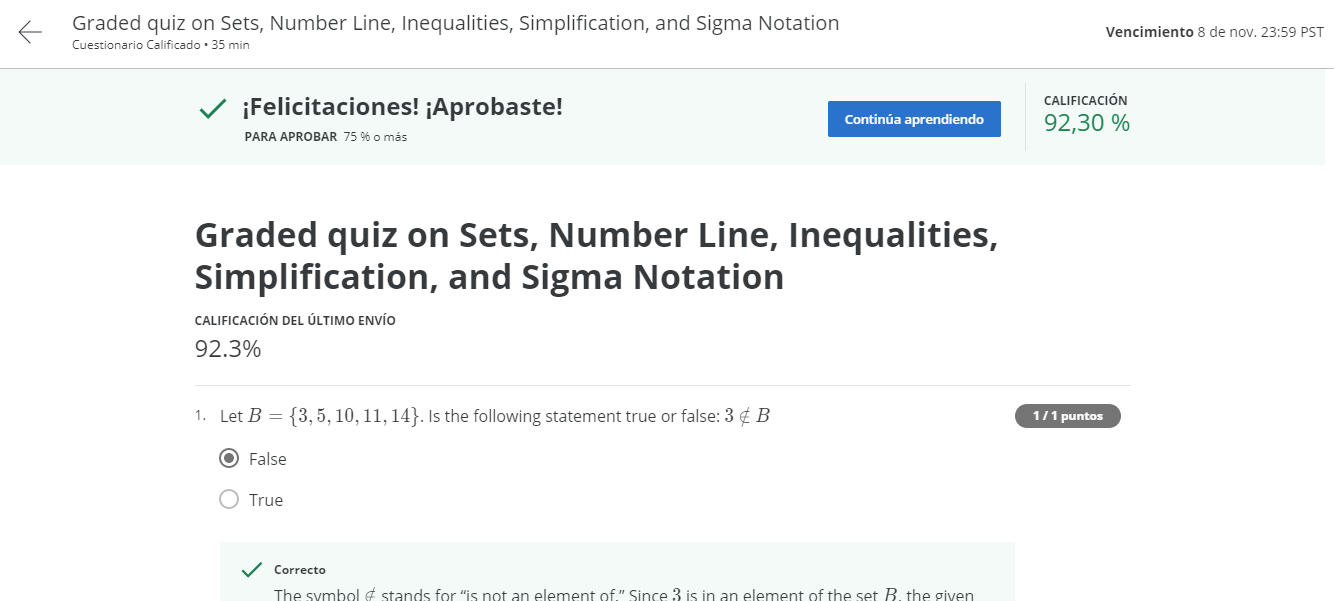 Graded quiz on Sets, Number Line, Inequalities, Simplification, and Sigma Notation
Cuestionario Calificado • 35 min
Vencimiento 8 de nov. 23:59 PST
¡Felicitaciones! ¡Aprobaste!
PARA APROBAR 75 % o más
Continúa aprendiendo
CALIFICACIÓN
92,30 %
Graded quiz on Sets, Number Line, Inequalities,
Simplification, and Sigma Notation
CALIFICACIÓN DEL ÚLTIMO ENVÍO
92.3%
1. Let B = {3, 5, 10, 11, 14}. Is the following statement true or false: 3 ∉ B
1 / 1 puntos
False
True
Correcto
The symbol ∉ stands for “is not an element of.” Since 3 is in an element of the set B, the given